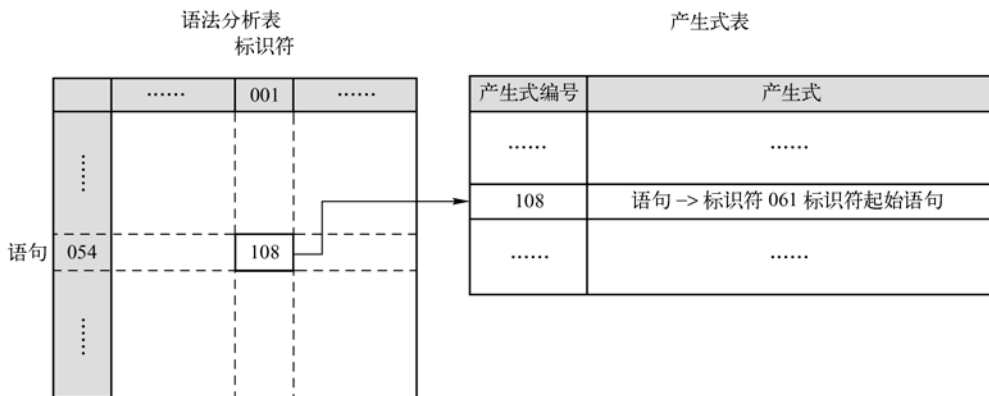 语法分析表
标识符
产生式表
…… 001 ……
……
语句 054 108
……
产生式编号 产生式
…… ……
108 语句 –> 标识符 061 标识符起始语句
…… ……